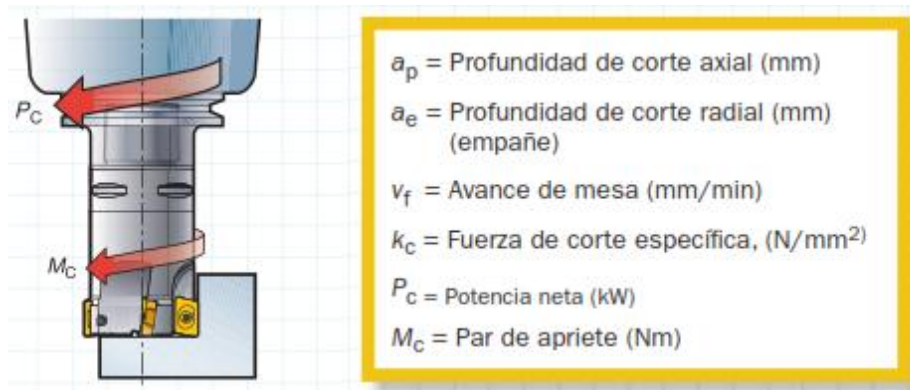 P_C
M_C
a_p = Profundidad de corte axial (mm)
a_e = Profundidad de corte radial (mm)
(empañe)
v_f = Avance de mesa (mm/min)
k_c = Fuerza de corte específica, (N/mm²)
P_c = Potencia neta (kW)
M_c = Par de apriete (Nm)